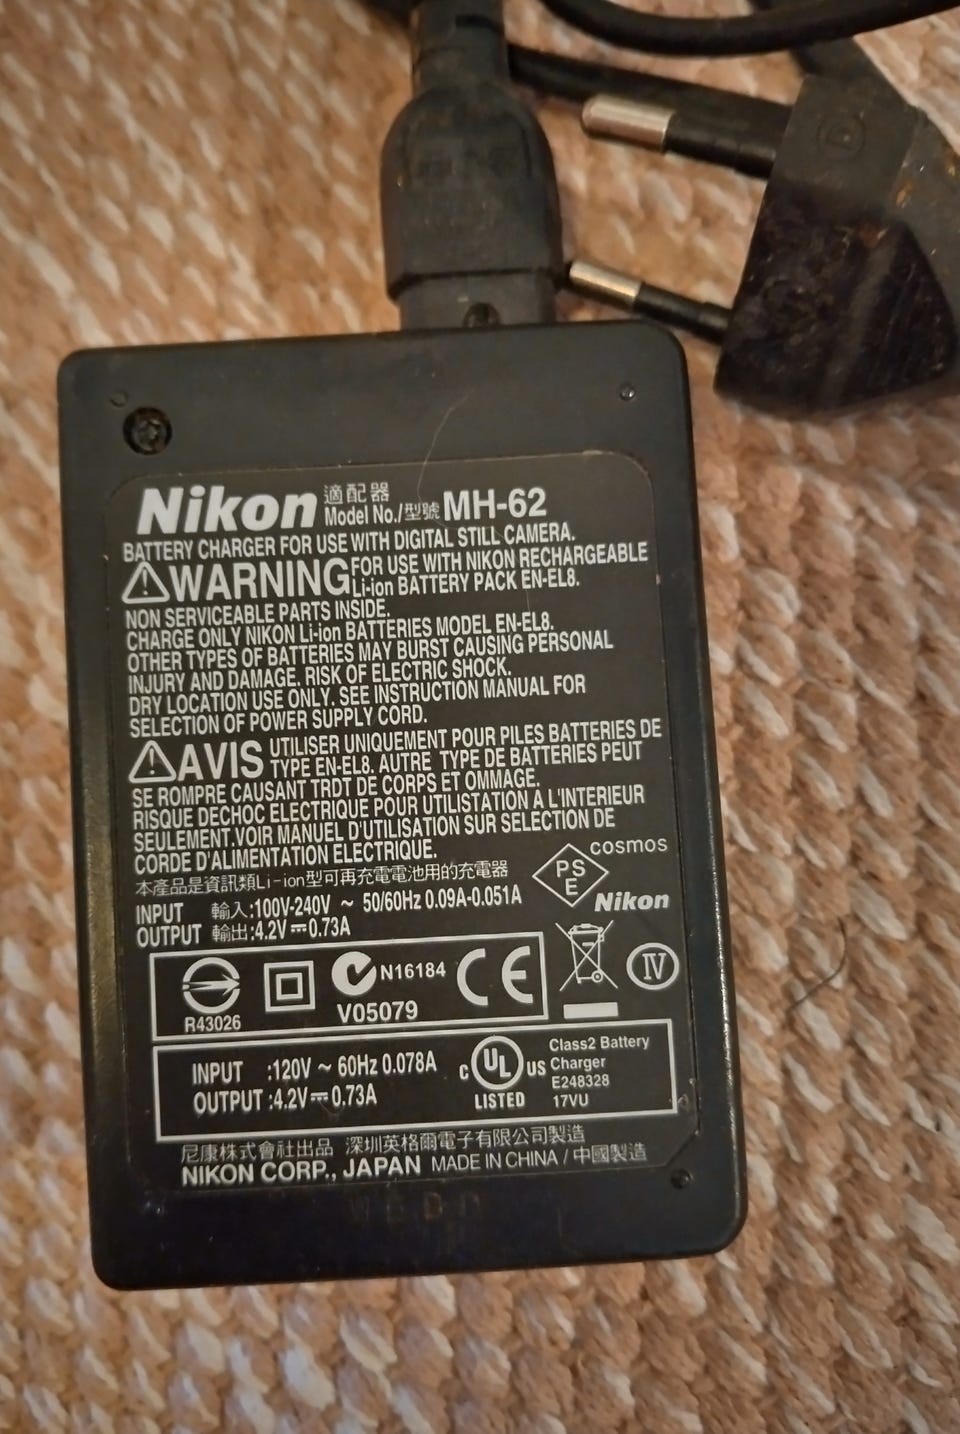 Nikon 適配器 Model No./型號 MH-62
BATTERY CHARGER FOR USE WITH DIGITAL STILL CAMERA.
⚠WARNING FOR USE WITH NIKON RECHARGEABLE
Li-ion BATTERY PACK EN-EL8.
NON SERVICEABLE PARTS INSIDE.
CHARGE ONLY NIKON Li-ion BATTERIES MODEL EN-EL8.
OTHER TYPES OF BATTERIES MAY BURST CAUSING PERSONAL
INJURY AND DAMAGE. RISK OF ELECTRIC SHOCK.
DRY LOCATION USE ONLY. SEE INSTRUCTION MANUAL FOR
SELECTION OF POWER SUPPLY CORD.
⚠AVIS UTILISER UNIQUEMENT POUR PILES BATTERIES DE
TYPE EN-EL8. AUTRE TYPE DE BATTERIES PEUT
SE ROMPRE CAUSANT TRDT DE CORPS ET OMMAGE.
RISQUE DECHOC ELECTRIQUE POUR UTILISTATION A L'INTERIEUR
SEULEMENT.VOIR MANUEL D'UTILISATION SUR SELECTION DE
CORDE D'ALIMENTATION ELECTRIQUE.
本產品是資訊類Li-ion型可再充電電池用的充電器
INPUT 輸入:100V-240V ~ 50/60Hz 0.09A-0.051A
OUTPUT 輸出:4.2V⎓0.73A
PS
E
cosmos
Nikon
R43026
N16184
V05079
CE
IV
INPUT :120V ~ 60Hz 0.078A
OUTPUT :4.2V⎓0.73A
C UL US
LISTED
Class2 Battery
Charger
E248328
17VU
尼康株式會社出品 深圳英格爾電子有限公司製造
NIKON CORP., JAPAN MADE IN CHINA / 中國製造